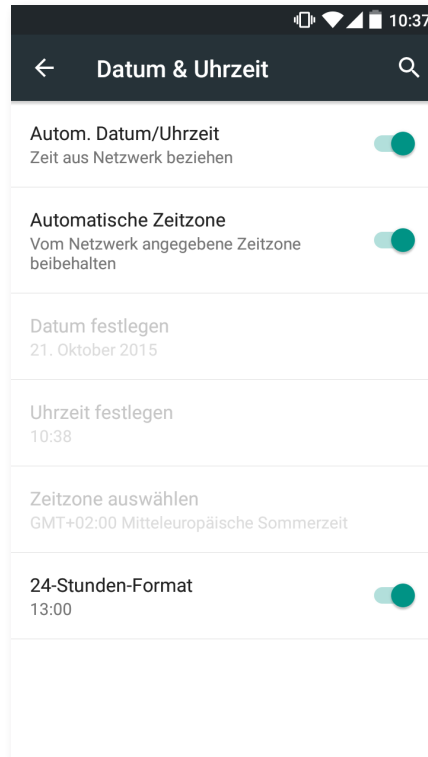 10:37
Datum & Uhrzeit
Autom. Datum/Uhrzeit
Zeit aus Netzwerk beziehen
Automatische Zeitzone
Vom Netzwerk angegebene Zeitzone
beibehalten
Datum festlegen
21. Oktober 2015
Uhrzeit festlegen
10:38
Zeitzone auswählen
GMT+02:00 Mitteleuropäische Sommerzeit
24-Stunden-Format
13:00